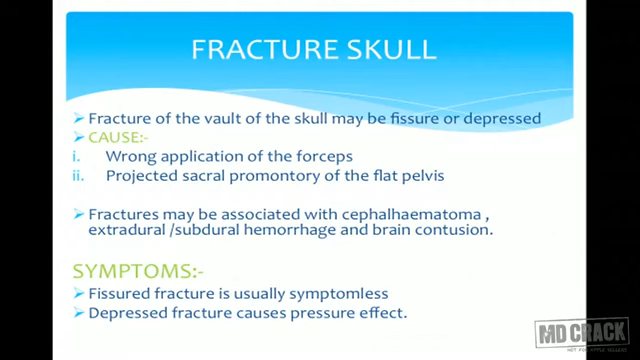 FRACTURE SKULL
➢Fracture of the vault of the skull may be fissure or depressed
➢CAUSE:-
i. Wrong application of the forceps
ii. Projected sacral promontory of the flat pelvis
➢Fractures may be associated with cephalhaematoma ,
extradural /subdural hemorrhage and brain contusion.
SYMPTOMS:-
➢Fissured fracture is usually symptomless
➢Depressed fracture causes pressure effect.
MD CRACK